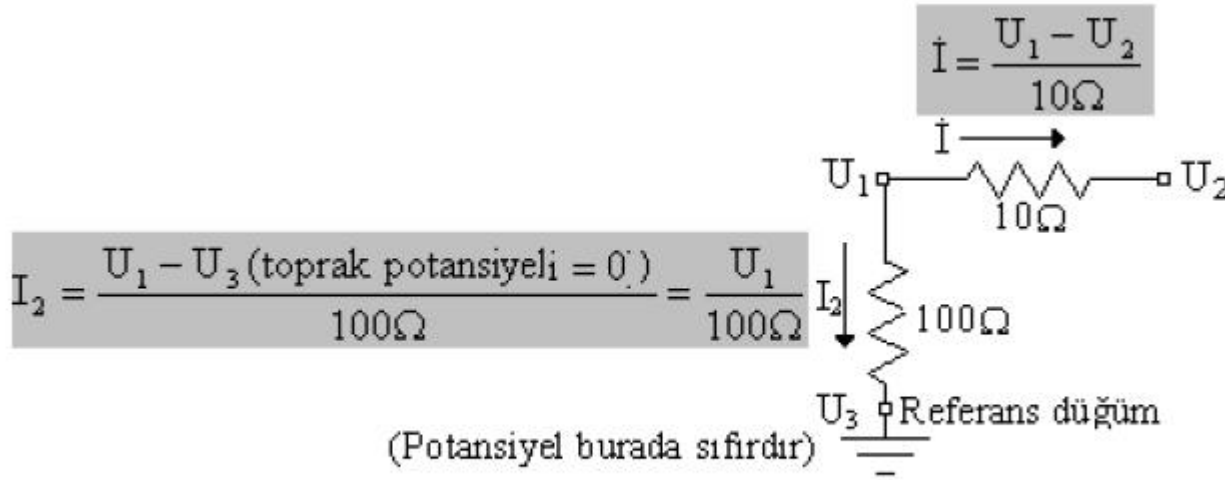 İ = (U₁ − U₂) / 10Ω
İ
U₁
U₂
10Ω
I₂ = (U₁ − U₃ (toprak potansiyeli = 0)) / 100Ω = U₁ / 100Ω
I₂
100Ω
U₃
Referans düğüm
(Potansiyel burada sıfırdır)